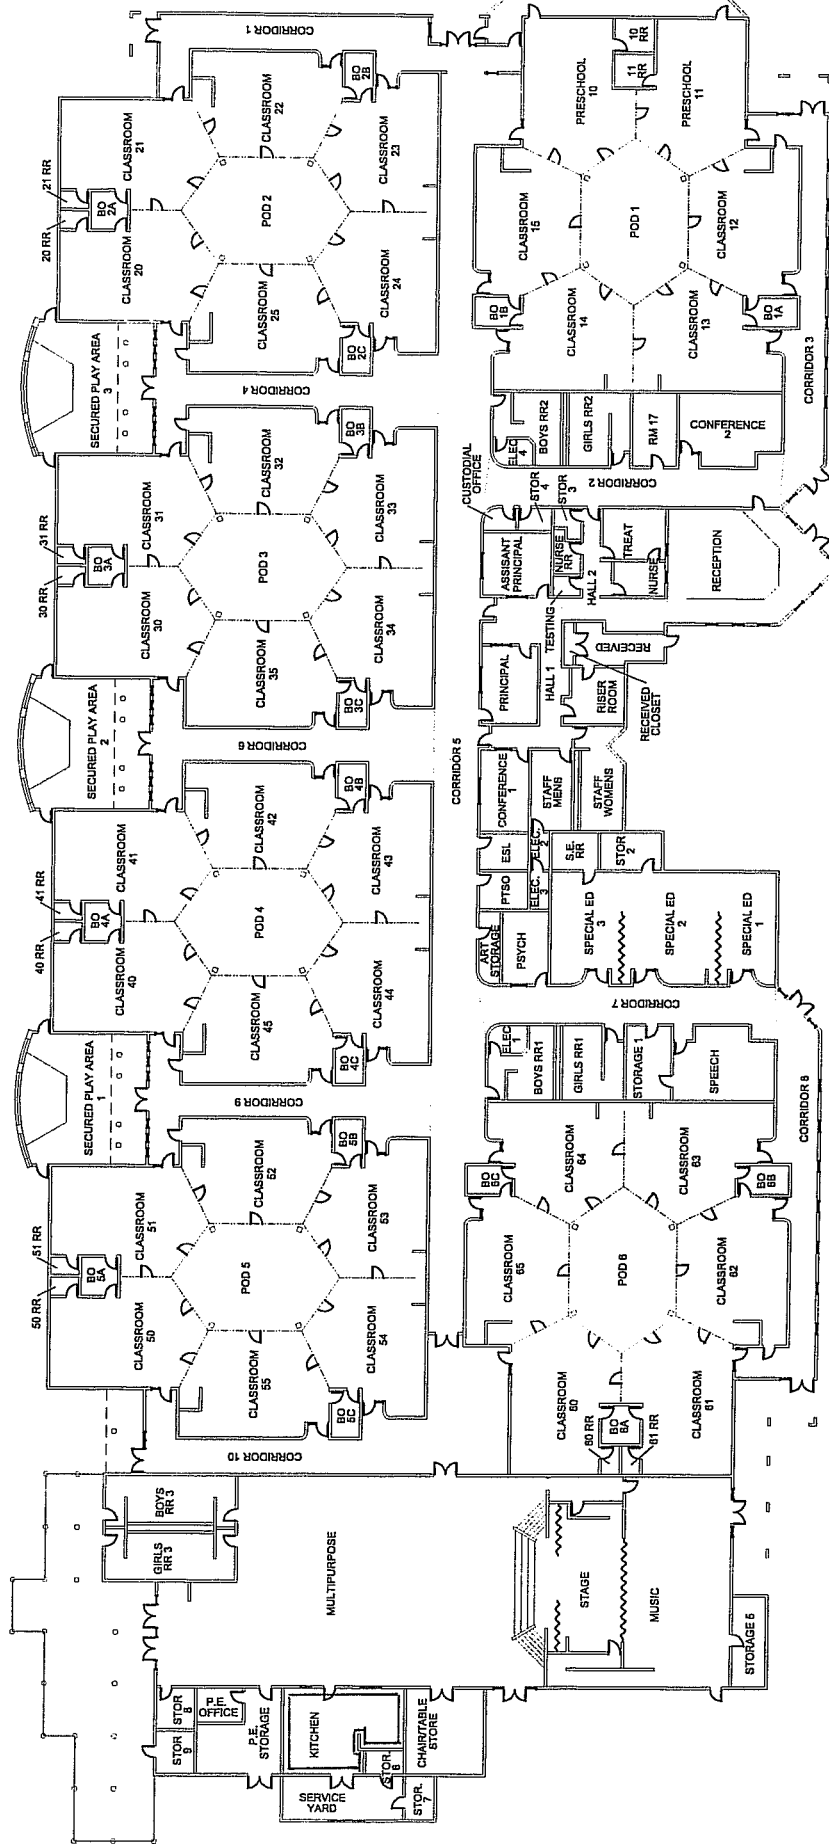 CORRIDOR 1
BO
2B
CLASSROOM
22
CLASSROOM
21
21 RR
BO
2A
20 RR
CLASSROOM
20
CLASSROOM
23
POD 2
CLASSROOM
24
CLASSROOM
25
BO
2C
SECURED PLAY AREA
3
CORRIDOR 4
BO
3B
CLASSROOM
32
CLASSROOM
31
31 RR
BO
3A
30 RR
CLASSROOM
30
CLASSROOM
33
POD 3
CLASSROOM
34
CLASSROOM
35
BO
3C
SECURED PLAY AREA
2
CORRIDOR 6
BO
4B
CLASSROOM
42
CLASSROOM
41
41 RR
BO
4A
40 RR
CLASSROOM
40
CLASSROOM
43
POD 4
CLASSROOM
44
CLASSROOM
45
BO
4C
SECURED PLAY AREA
1
CORRIDOR 9
BO
5B
CLASSROOM
52
CLASSROOM
51
51 RR
BO
5A
50 RR
CLASSROOM
50
CLASSROOM
53
POD 5
CLASSROOM
54
CLASSROOM
55
BO
5C
CORRIDOR 10
BOYS
RR 3
GIRLS
RR 3
MULTIPURPOSE
STOR
8
STOR
9
P.E.
OFFICE
P.E.
STORAGE
KITCHEN
SERVICE
YARD
STOR.
6
STOR.
7
CHAIRITABLE
STORE
STAGE
MUSIC
STORAGE 5
10
RR
11
RR
PRESCHOOL
10
PRESCHOOL
11
CLASSROOM
15
POD 1
CLASSROOM
12
BO
1B
CLASSROOM
14
CLASSROOM
13
BO
1A
CORRIDOR 3
ELEC
4
BOYS RR2
GIRLS RR2
RM 17
CONFERENCE
2
CORRIDOR 2
CUSTODIAL
OFFICE
STOR
4
STOR
3
ASSISANT
PRINCIPAL
NURSE
RR
TESTING
HALL 2
TREAT
NURSE
RECEPTION
PRINCIPAL
HALL 1
RECEIVED
RISER
ROOM
RECEIVED
CLOSET
CORRIDOR 5
CONFERENCE
1
STAFF
MENS
STAFF
WOMENS
ESL
ELEC.
2
S.E.
RR
STOR
2
PTSO
ELEC.
3
ART
STORAGE
PSYCH
SPECIAL ED
3
SPECIAL ED
2
SPECIAL ED
1
CORRIDOR 7
ELEC
1
BOYS RR1
GIRLS RR1
STORAGE 1
SPEECH
CORRIDOR 8
BO
6C
CLASSROOM
64
CLASSROOM
63
BO
6B
CLASSROOM
65
POD 6
CLASSROOM
62
CLASSROOM
60
60 RR
BO
6A
61 RR
CLASSROOM
61